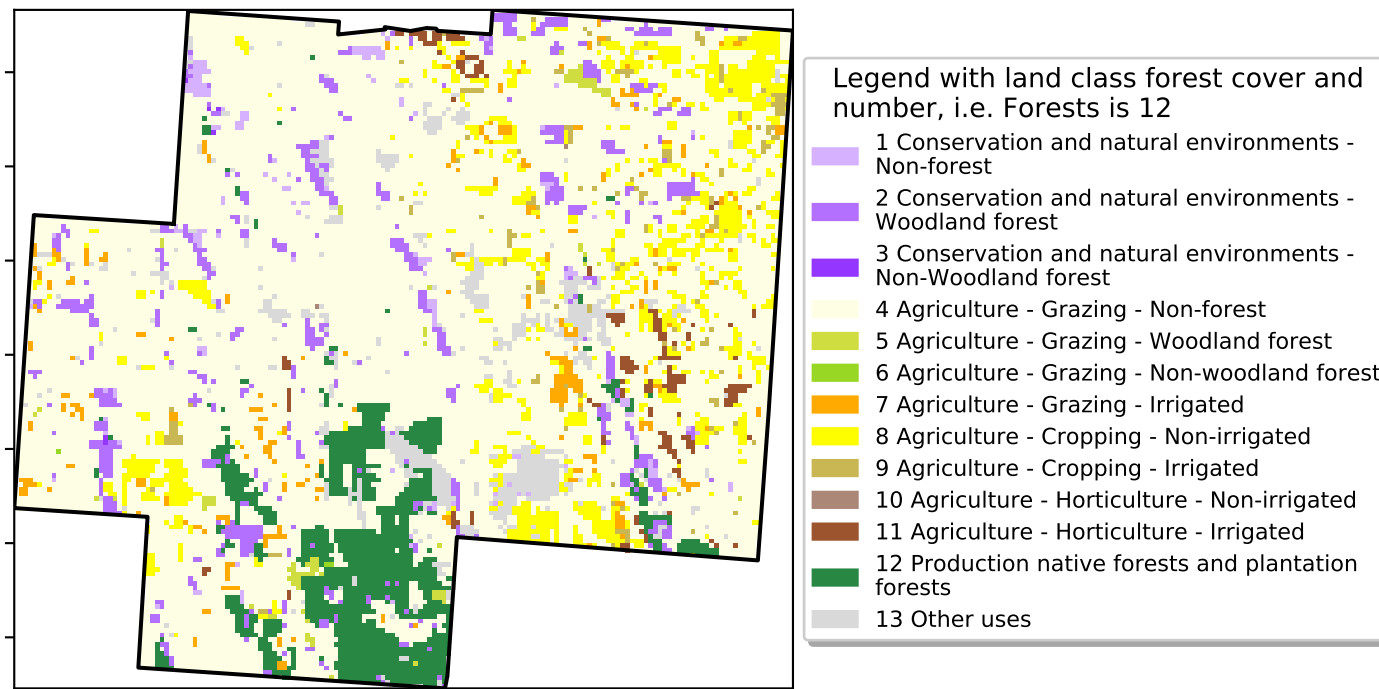 Legend with land class forest cover and
number, i.e. Forests is 12
1 Conservation and natural environments -
Non-forest
2 Conservation and natural environments -
Woodland forest
3 Conservation and natural environments -
Non-Woodland forest
4 Agriculture - Grazing - Non-forest
5 Agriculture - Grazing - Woodland forest
6 Agriculture - Grazing - Non-woodland forest
7 Agriculture - Grazing - Irrigated
8 Agriculture - Cropping - Non-irrigated
9 Agriculture - Cropping - Irrigated
10 Agriculture - Horticulture - Non-irrigated
11 Agriculture - Horticulture - Irrigated
12 Production native forests and plantation
forests
13 Other uses